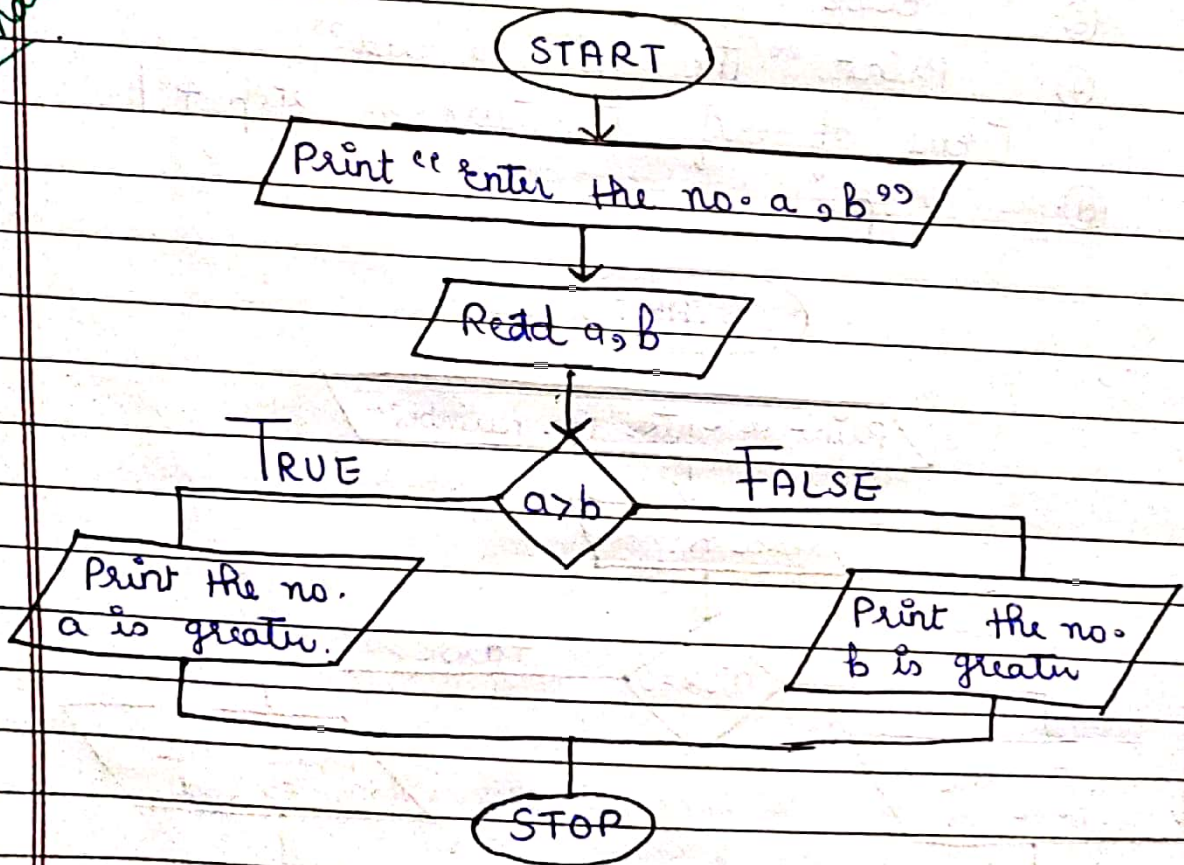 START
Print “Enter the no. a, b”
Read a, b
TRUE
FALSE
a>b
Print the no.
a is greater.
Print the no.
b is greater
STOP